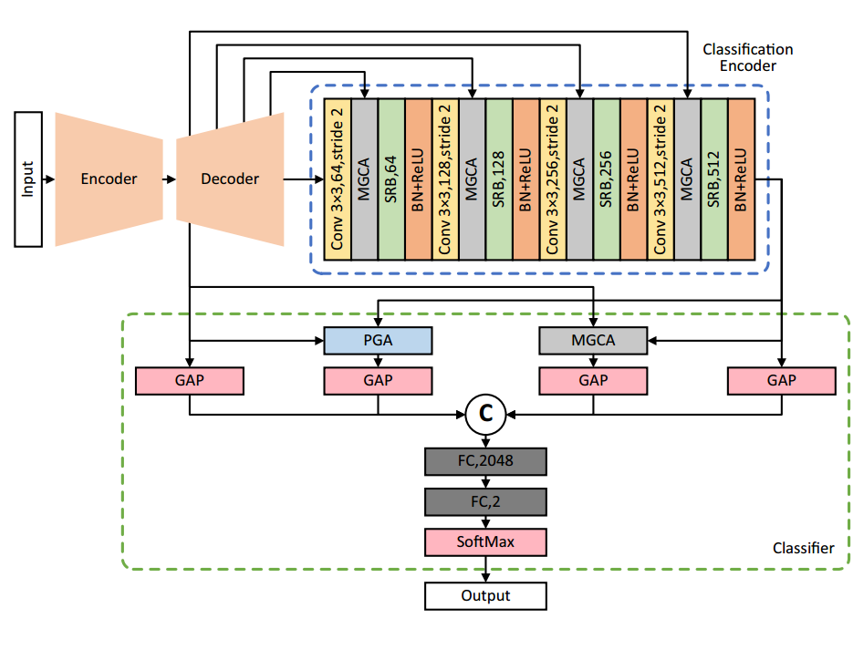 Classification
Encoder
Input
Encoder
Decoder
Conv 3×3,64,stride 2
MGCA
SRB,64
BN+ReLU
Conv 3×3,128,stride 2
MGCA
SRB,128
BN+ReLU
Conv 3×3,256,stride 2
MGCA
SRB,256
BN+ReLU
Conv 3×3,512,stride 2
MGCA
SRB,512
BN+ReLU
PGA
MGCA
GAP
GAP
GAP
GAP
C
FC,2048
FC,2
SoftMax
Classifier
Output